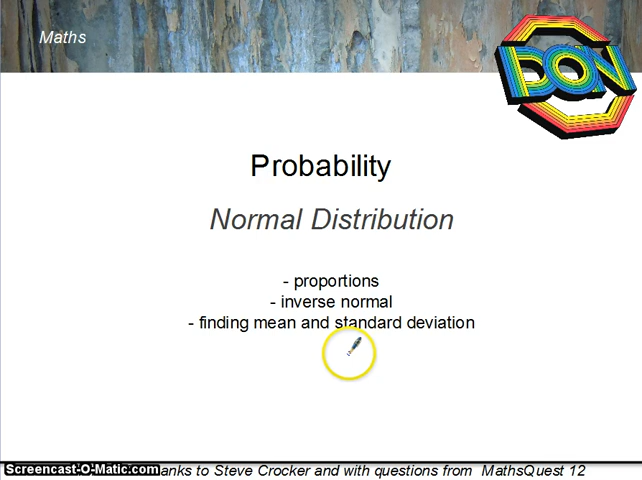 Maths
DON
Probability
Normal Distribution
- proportions
- inverse normal
- finding mean and standard deviation
Screencast-O-Matic.com
to Steve Crocker and with questions from MathsQuest 12